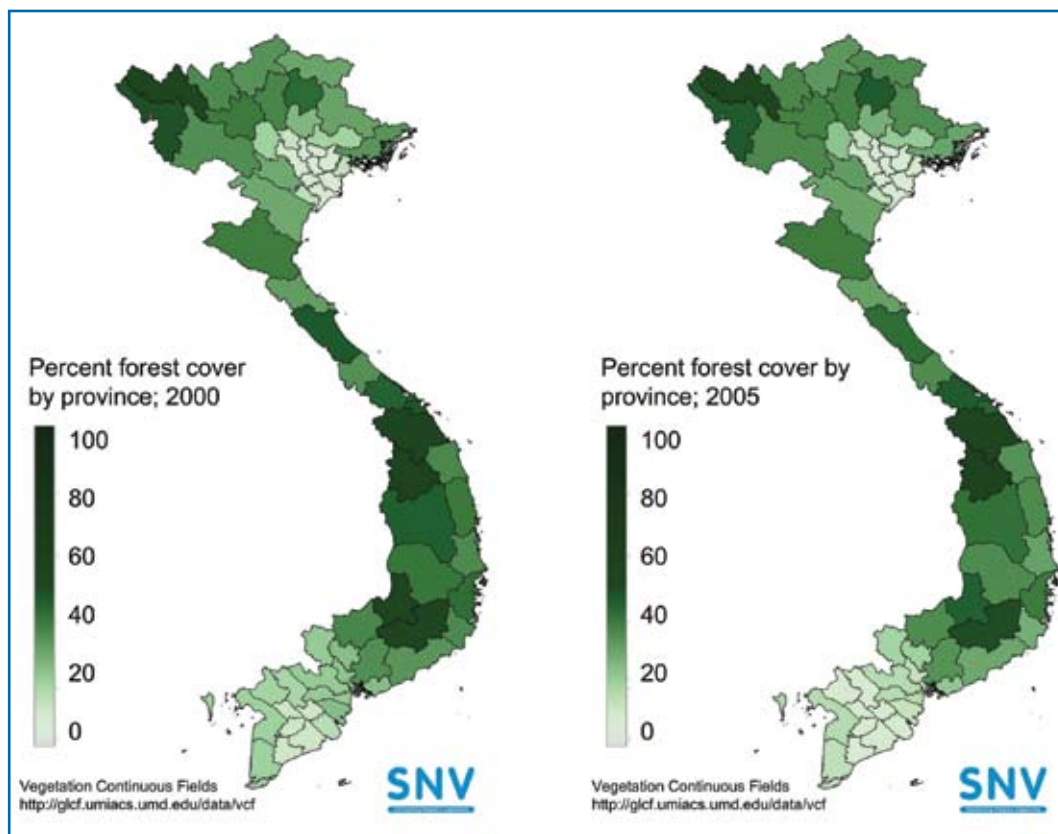 Percent forest cover
by province; 2000
100
80
60
40
20
0
Vegetation Continuous Fields
http://glcf.umiacs.umd.edu/data/vcf
SNV
Percent forest cover by
province; 2005
100
80
60
40
20
0
Vegetation Continuous Fields
http://glcf.umiacs.umd.edu/data/vcf
SNV